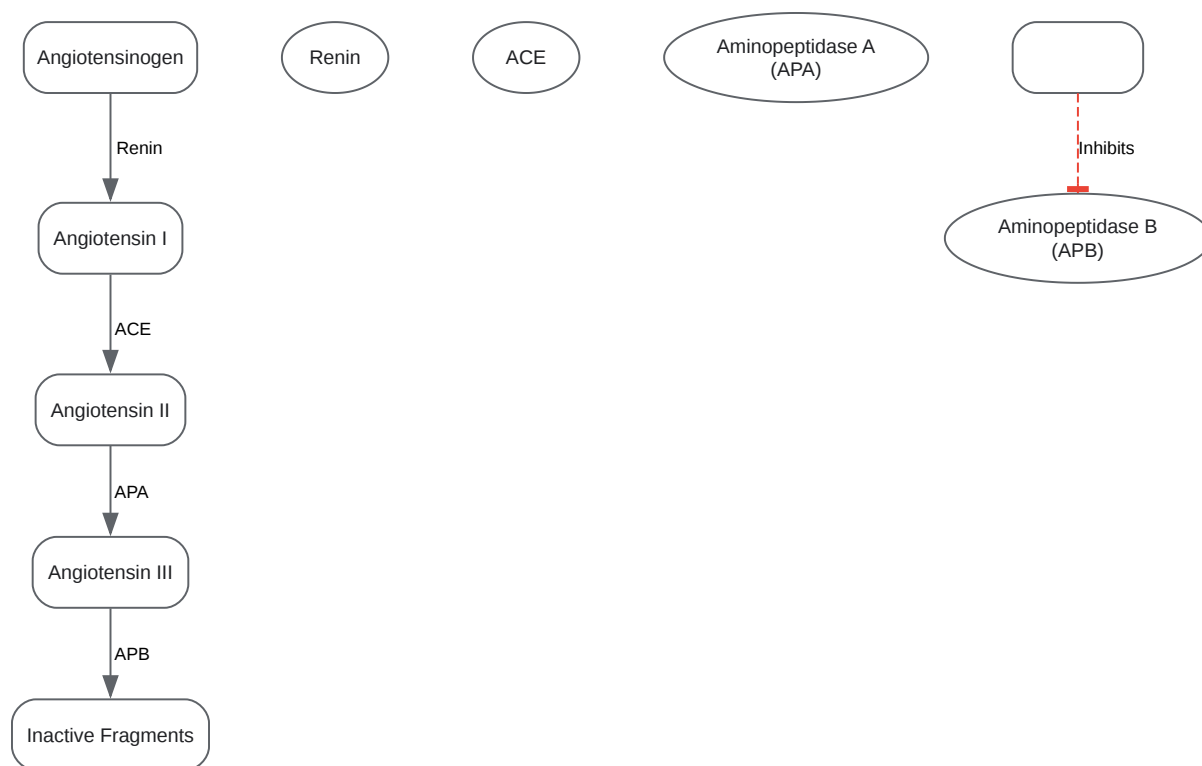 Angiotensinogen
Renin
ACE
Aminopeptidase A
(APA)
Renin
Inhibits
Angiotensin I
Aminopeptidase B
(APB)
ACE
Angiotensin II
APA
Angiotensin III
APB
Inactive Fragments